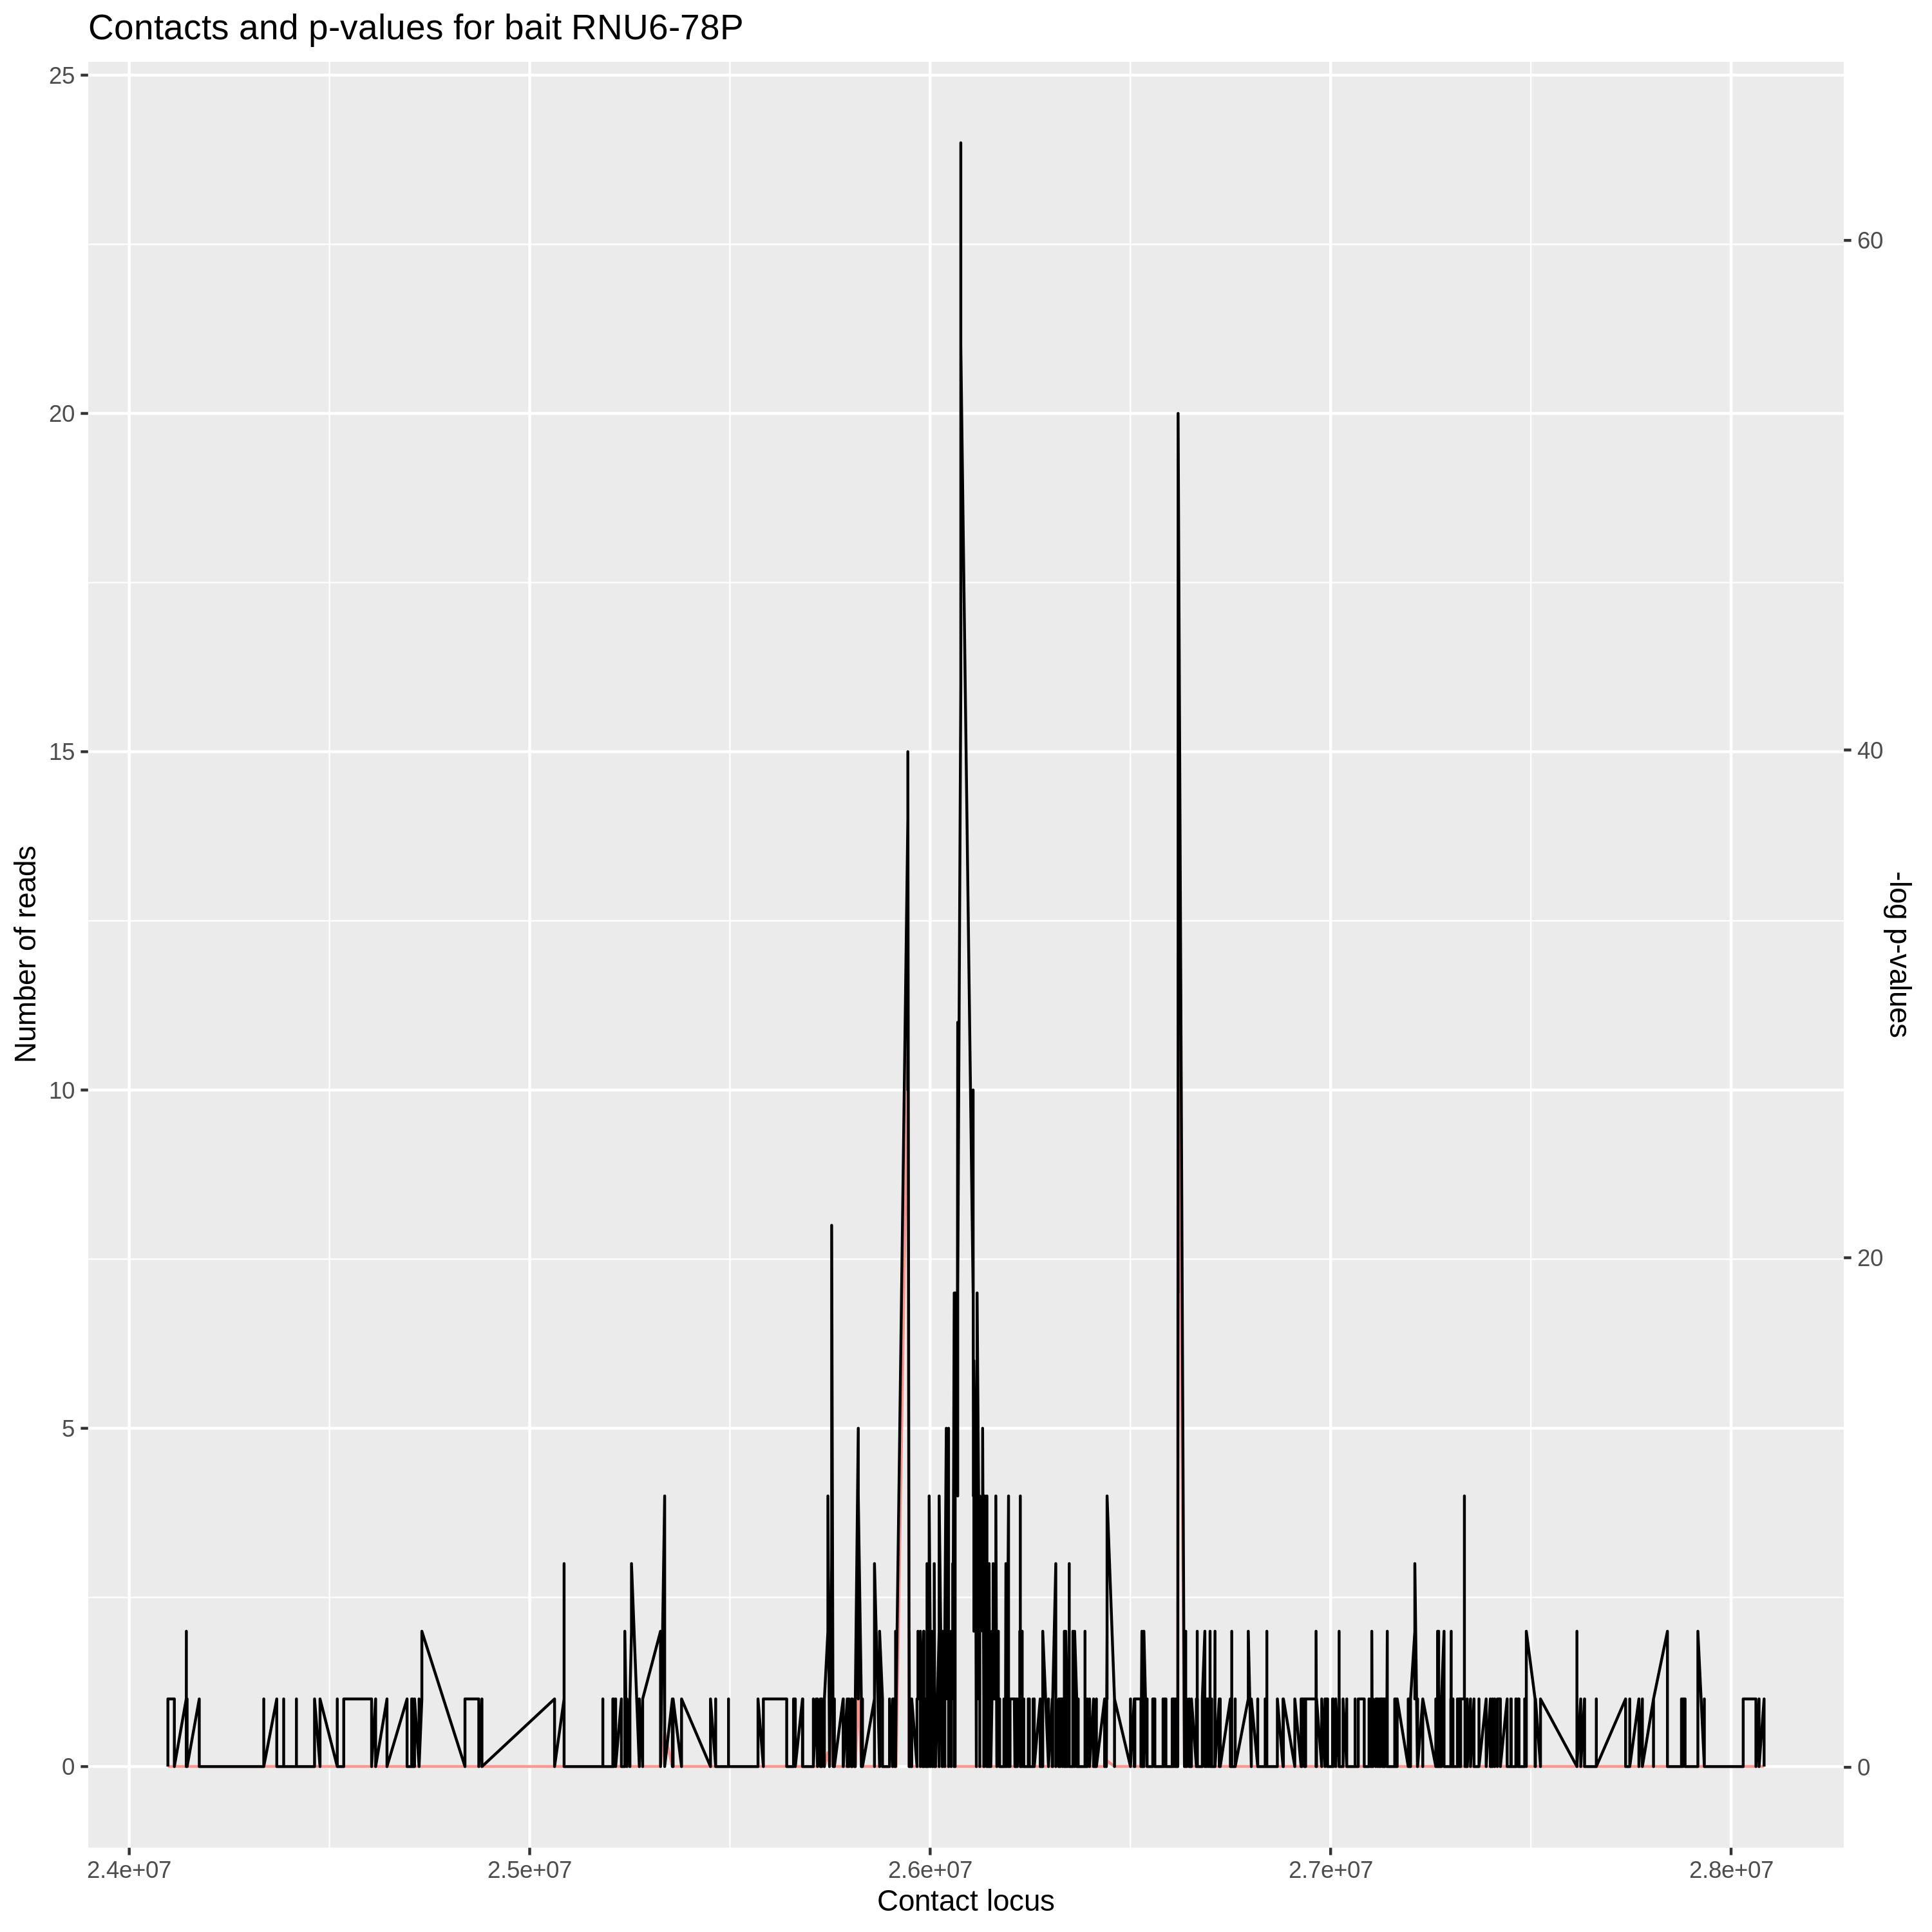 Contacts and p-values for bait RNU6-78P
25
20
15
10
5
0
Number of reads
60
40
20
0
-log p-values
2.4e+07
2.5e+07
2.6e+07
2.7e+07
2.8e+07
Contact locus